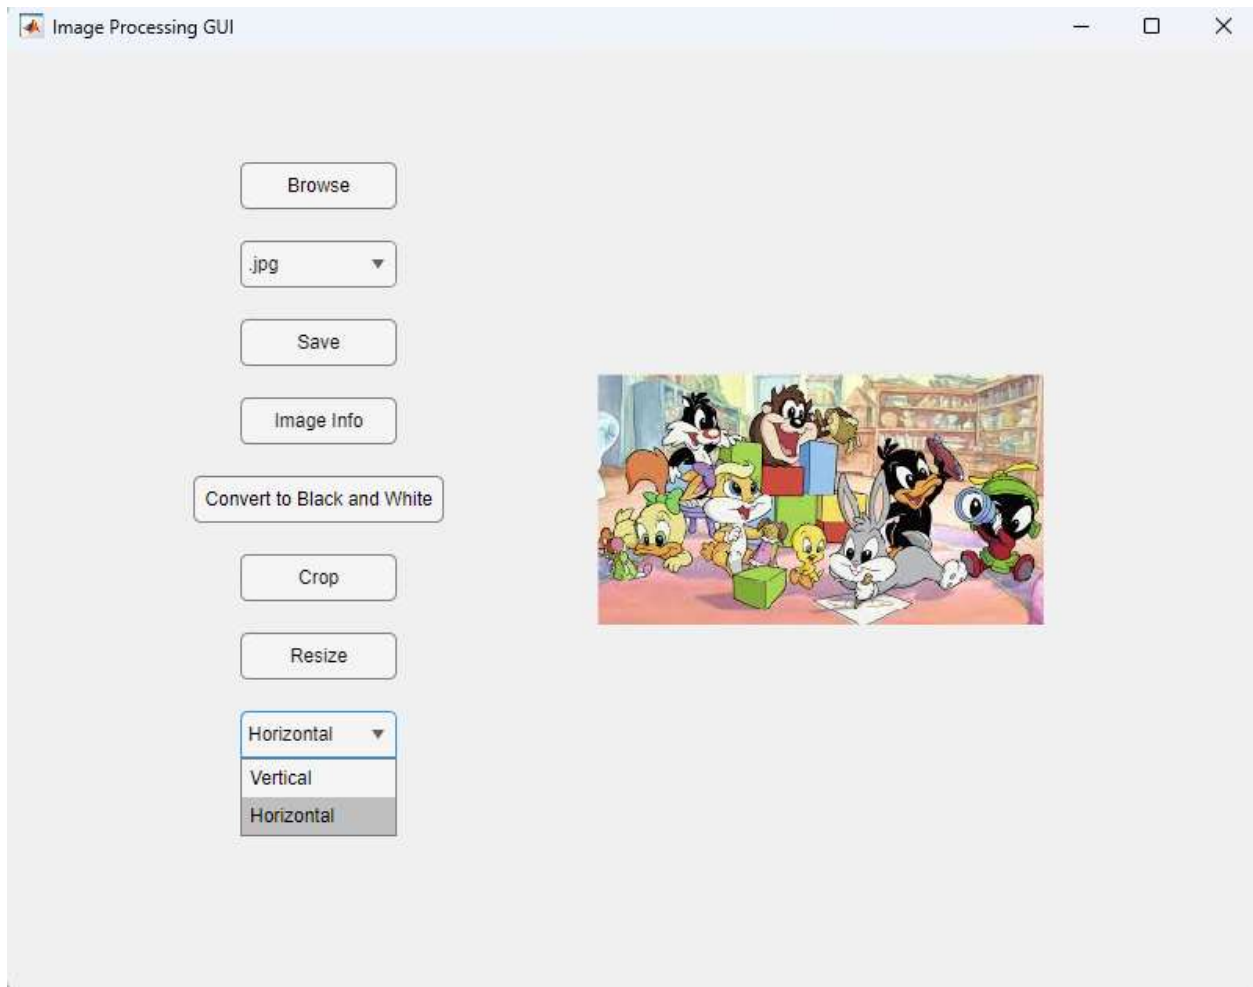 Image Processing GUI
Browse
.jpg
Save
Image Info
Convert to Black and White
Crop
Resize
Horizontal
Vertical
Horizontal